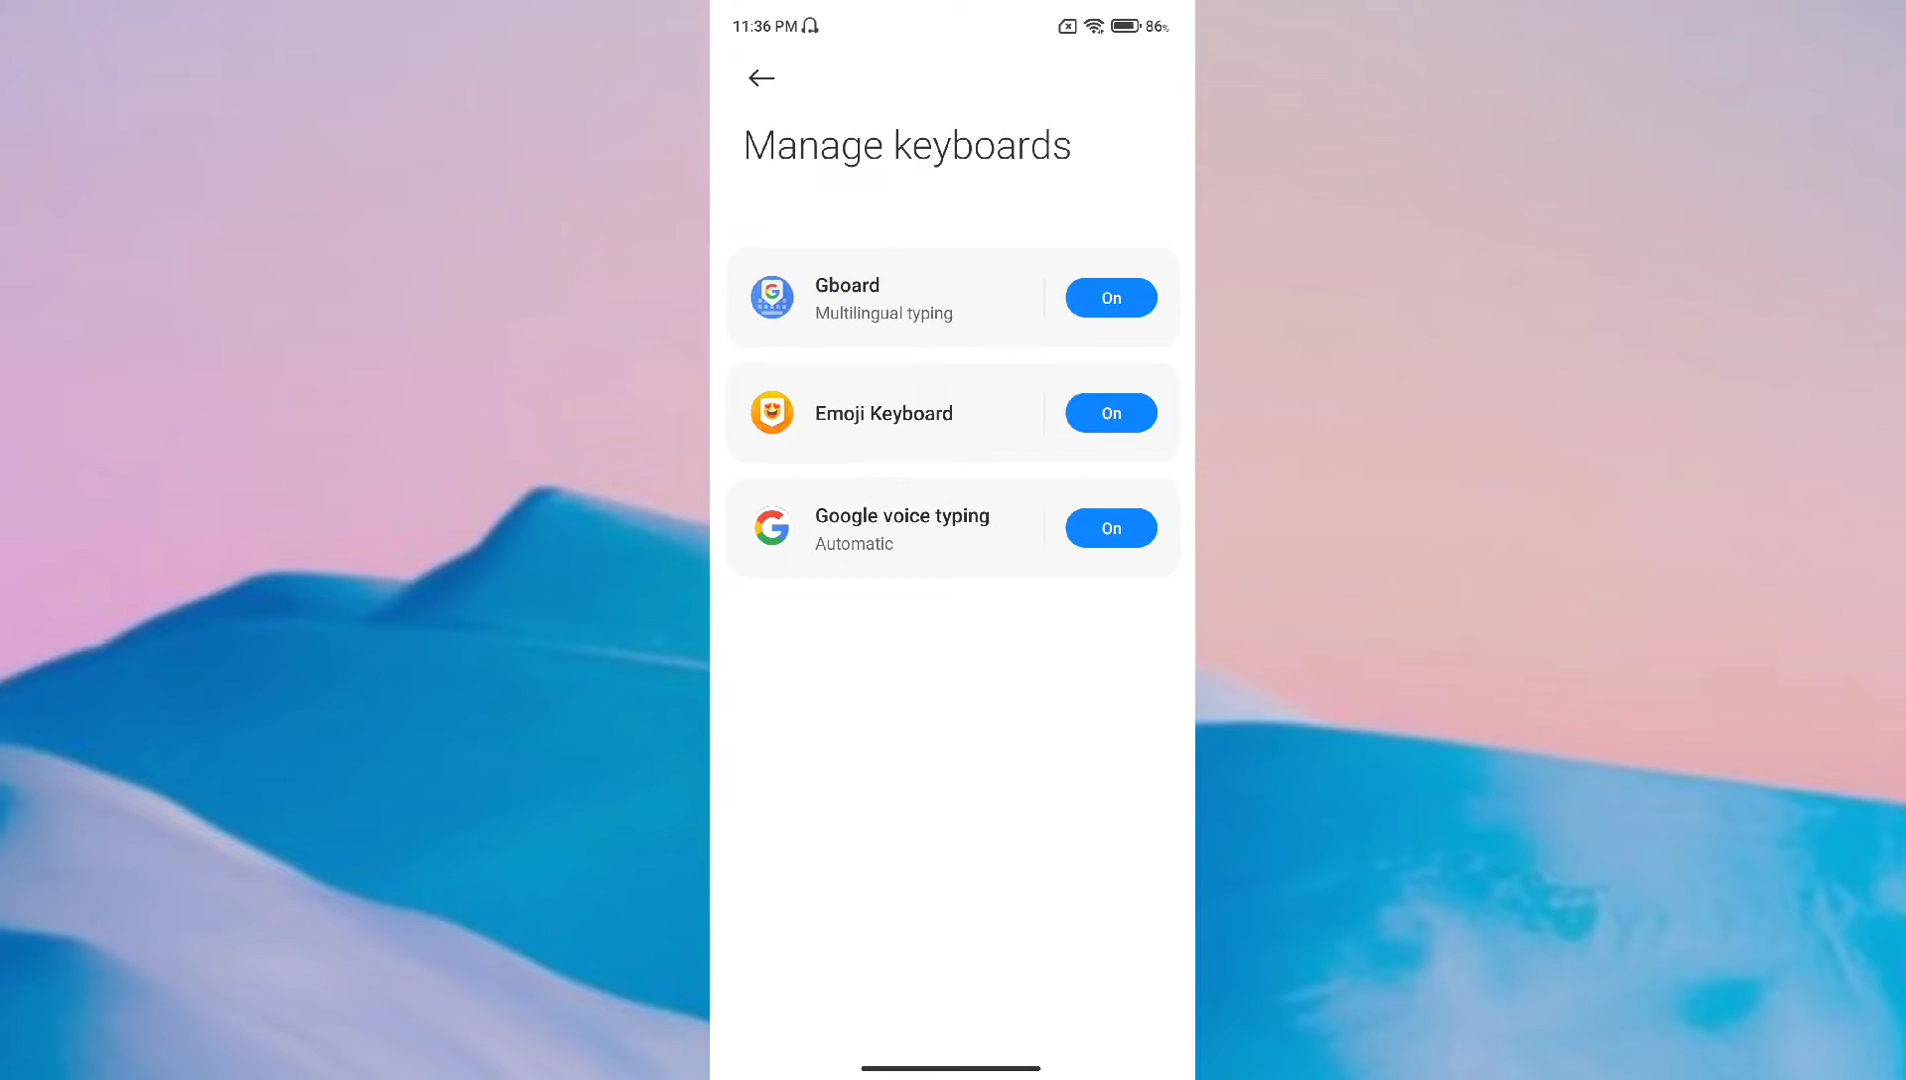 11:36 PM 86%
Manage keyboards
Gboard
Multilingual typing
On
Emoji Keyboard
On
Google voice typing
Automatic
On